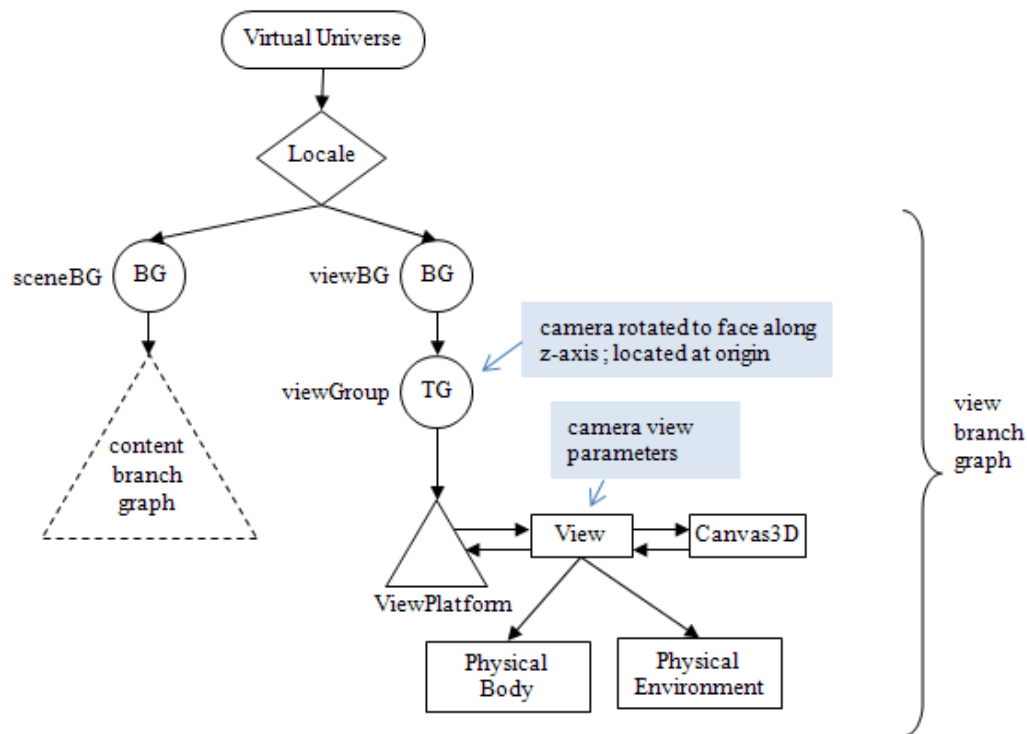 Virtual Universe
Locale
sceneBG
BG
viewBG
BG
camera rotated to face along
z-axis ; located at origin
viewGroup
TG
camera view
parameters
view
branch
graph
content
branch
graph
View
Canvas3D
ViewPlatform
Physical
Body
Physical
Environment